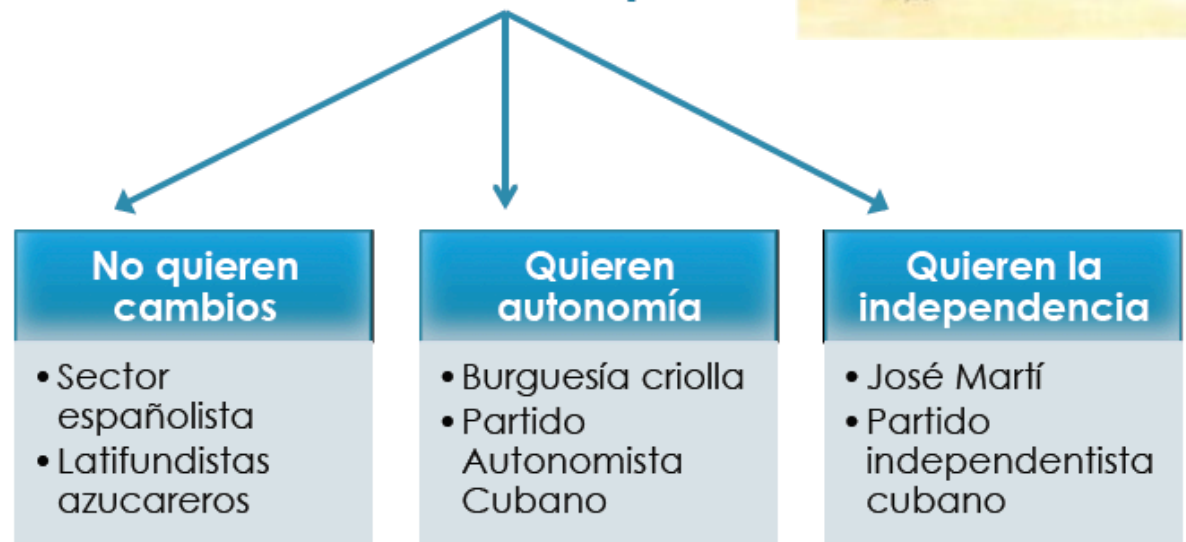 No quieren
cambios
• Sector
españolista
• Latifundistas
azucareros
Quieren
autonomía
• Burguesía criolla
• Partido
Autonomista
Cubano
Quieren la
independencia
• José Martí
• Partido
independentista
cubano